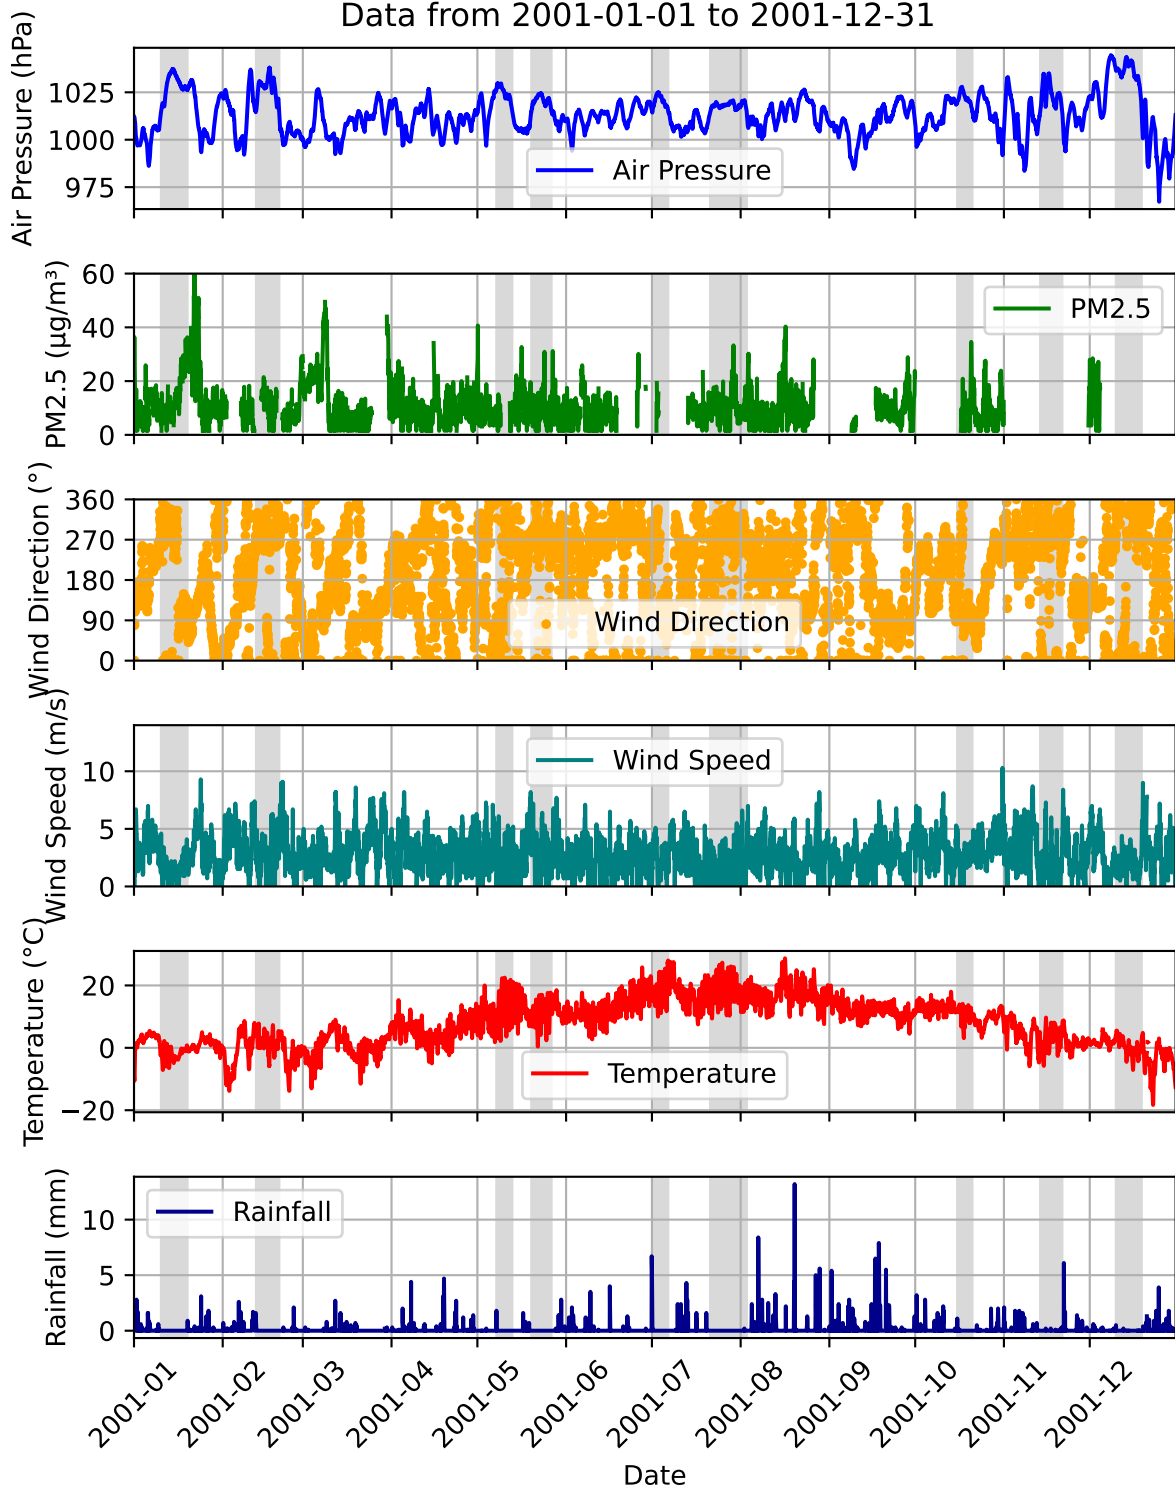 Data from 2001-01-01 to 2001-12-31
Air Pressure (hPa)
1025
1000
975
Air Pressure
PM2.5 (µg/m³)
60
40
20
0
PM2.5
Wind Direction (°)
360
270
180
90
0
Wind Direction
Wind Speed (m/s)
10
5
0
Wind Speed
Temperature (°C)
20
0
−20
Temperature
Rainfall (mm)
10
5
0
Rainfall
2001-01
2001-02
2001-03
2001-04
2001-05
2001-06
2001-07
2001-08
2001-09
2001-10
2001-11
2001-12
Date